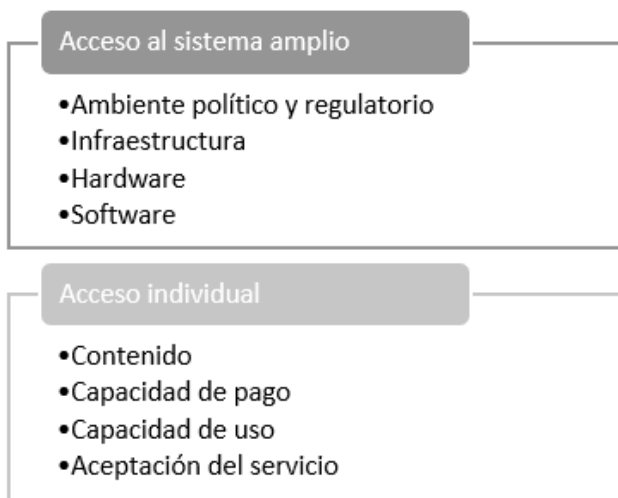 Acceso al sistema amplio
•Ambiente político y regulatorio
•Infraestructura
•Hardware
•Software
Acceso individual
•Contenido
•Capacidad de pago
•Capacidad de uso
•Aceptación del servicio